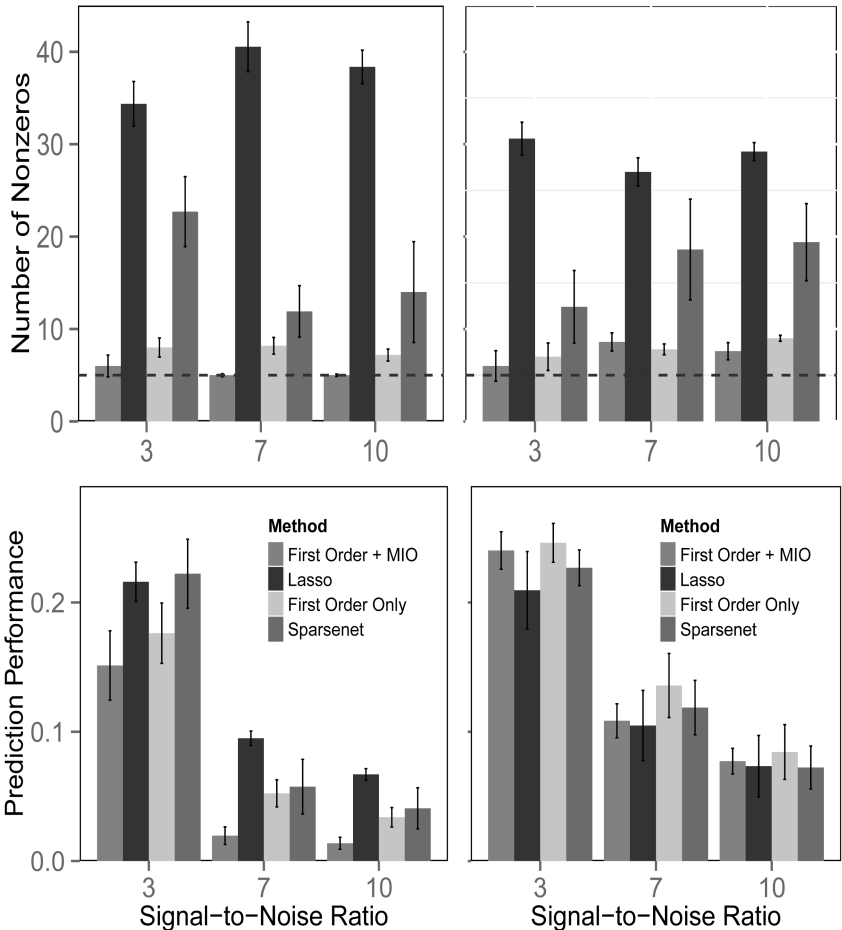 Number of Nonzeros
40
30
20
10
0
3 7 10
3 7 10
Prediction Performance
0.2
0.1
0.0
Method
First Order + MIO
Lasso
First Order Only
Sparsenet
3 7 10
Signal−to−Noise Ratio
Method
First Order + MIO
Lasso
First Order Only
Sparsenet
3 7 10
Signal−to−Noise Ratio